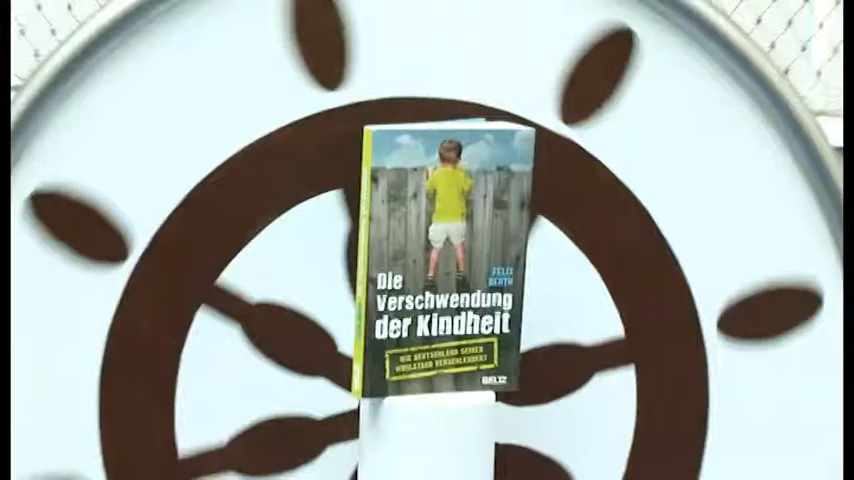 FELIX
BERTH
Die
Verschwendung
der Kindheit
WIE DEUTSCHLAND SEINEN
WOHLSTAND VERSCHLEUDERT
BELTZ